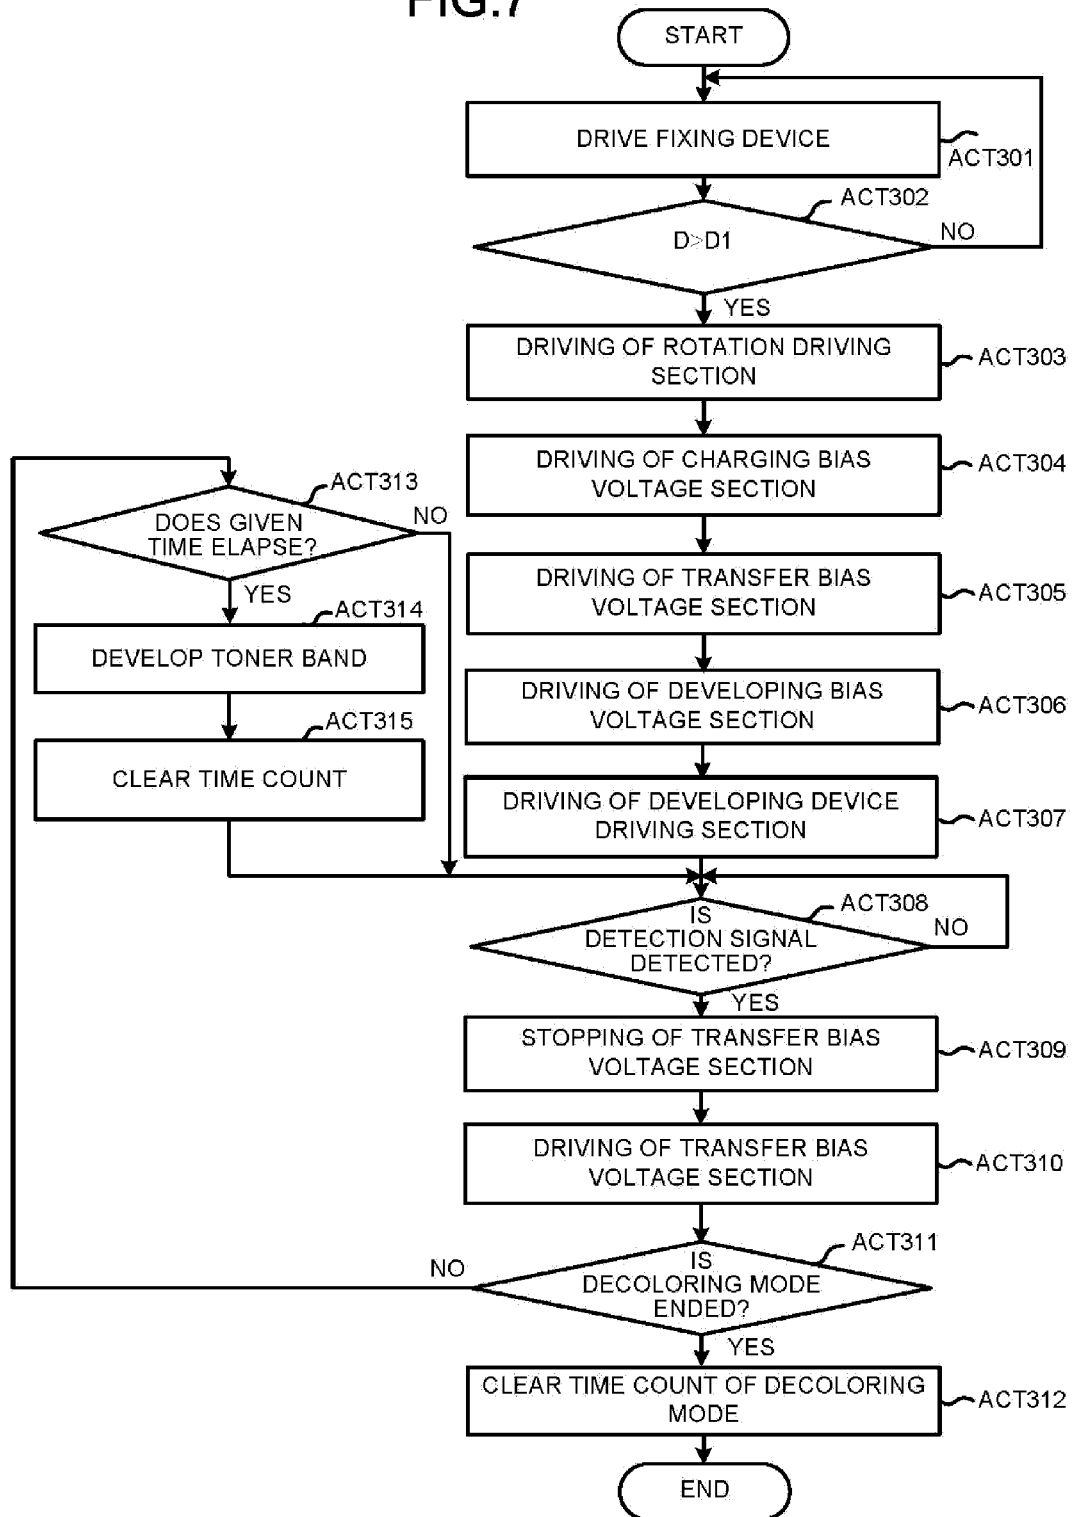 FIG.7
START
DRIVE FIXING DEVICE
ACT301
ACT302
D>D1
NO
YES
DRIVING OF ROTATION DRIVING
SECTION
ACT303
DRIVING OF CHARGING BIAS
VOLTAGE SECTION
ACT304
DRIVING OF TRANSFER BIAS
VOLTAGE SECTION
ACT305
DRIVING OF DEVELOPING BIAS
VOLTAGE SECTION
ACT306
DRIVING OF DEVELOPING DEVICE
DRIVING SECTION
ACT307
ACT308
IS
DETECTION SIGNAL
DETECTED?
NO
YES
STOPPING OF TRANSFER BIAS
VOLTAGE SECTION
ACT309
DRIVING OF TRANSFER BIAS
VOLTAGE SECTION
ACT310
ACT311
IS
DECOLORING MODE
ENDED?
NO
YES
CLEAR TIME COUNT OF DECOLORING
MODE
ACT312
END
ACT313
DOES GIVEN
TIME ELAPSE?
NO
YES
ACT314
DEVELOP TONER BAND
ACT315
CLEAR TIME COUNT